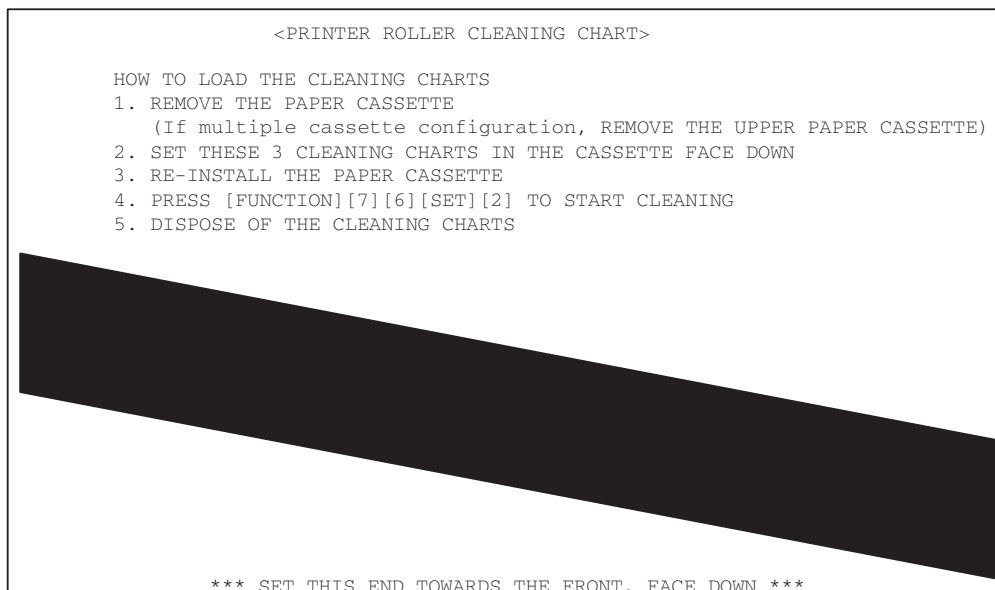 <PRINTER ROLLER CLEANING CHART>
HOW TO LOAD THE CLEANING CHARTS
1. REMOVE THE PAPER CASSETTE
(If multiple cassette configuration, REMOVE THE UPPER PAPER CASSETTE)
2. SET THESE 3 CLEANING CHARTS IN THE CASSETTE FACE DOWN
3. RE-INSTALL THE PAPER CASSETTE
4. PRESS [FUNCTION][7][6][SET][2] TO START CLEANING
5. DISPOSE OF THE CLEANING CHARTS
*** SET THIS END TOWARDS THE FRONT, FACE DOWN ***